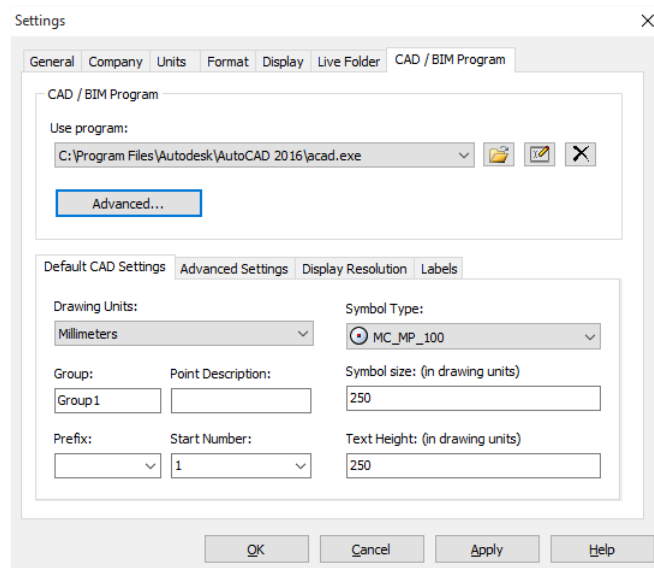 Settings
General Company Units Format Display Live Folder CAD / BIM Program
CAD / BIM Program
Use program:
C:\Program Files\Autodesk\AutoCAD 2016\acad.exe
Advanced...
Default CAD Settings Advanced Settings Display Resolution Labels
Drawing Units: Symbol Type:
Millimeters MC_MP_100
Group: Point Description: Symbol size: (in drawing units)
Group1 250
Prefix: Start Number: Text Height: (in drawing units)
1 250
OK Cancel Apply Help